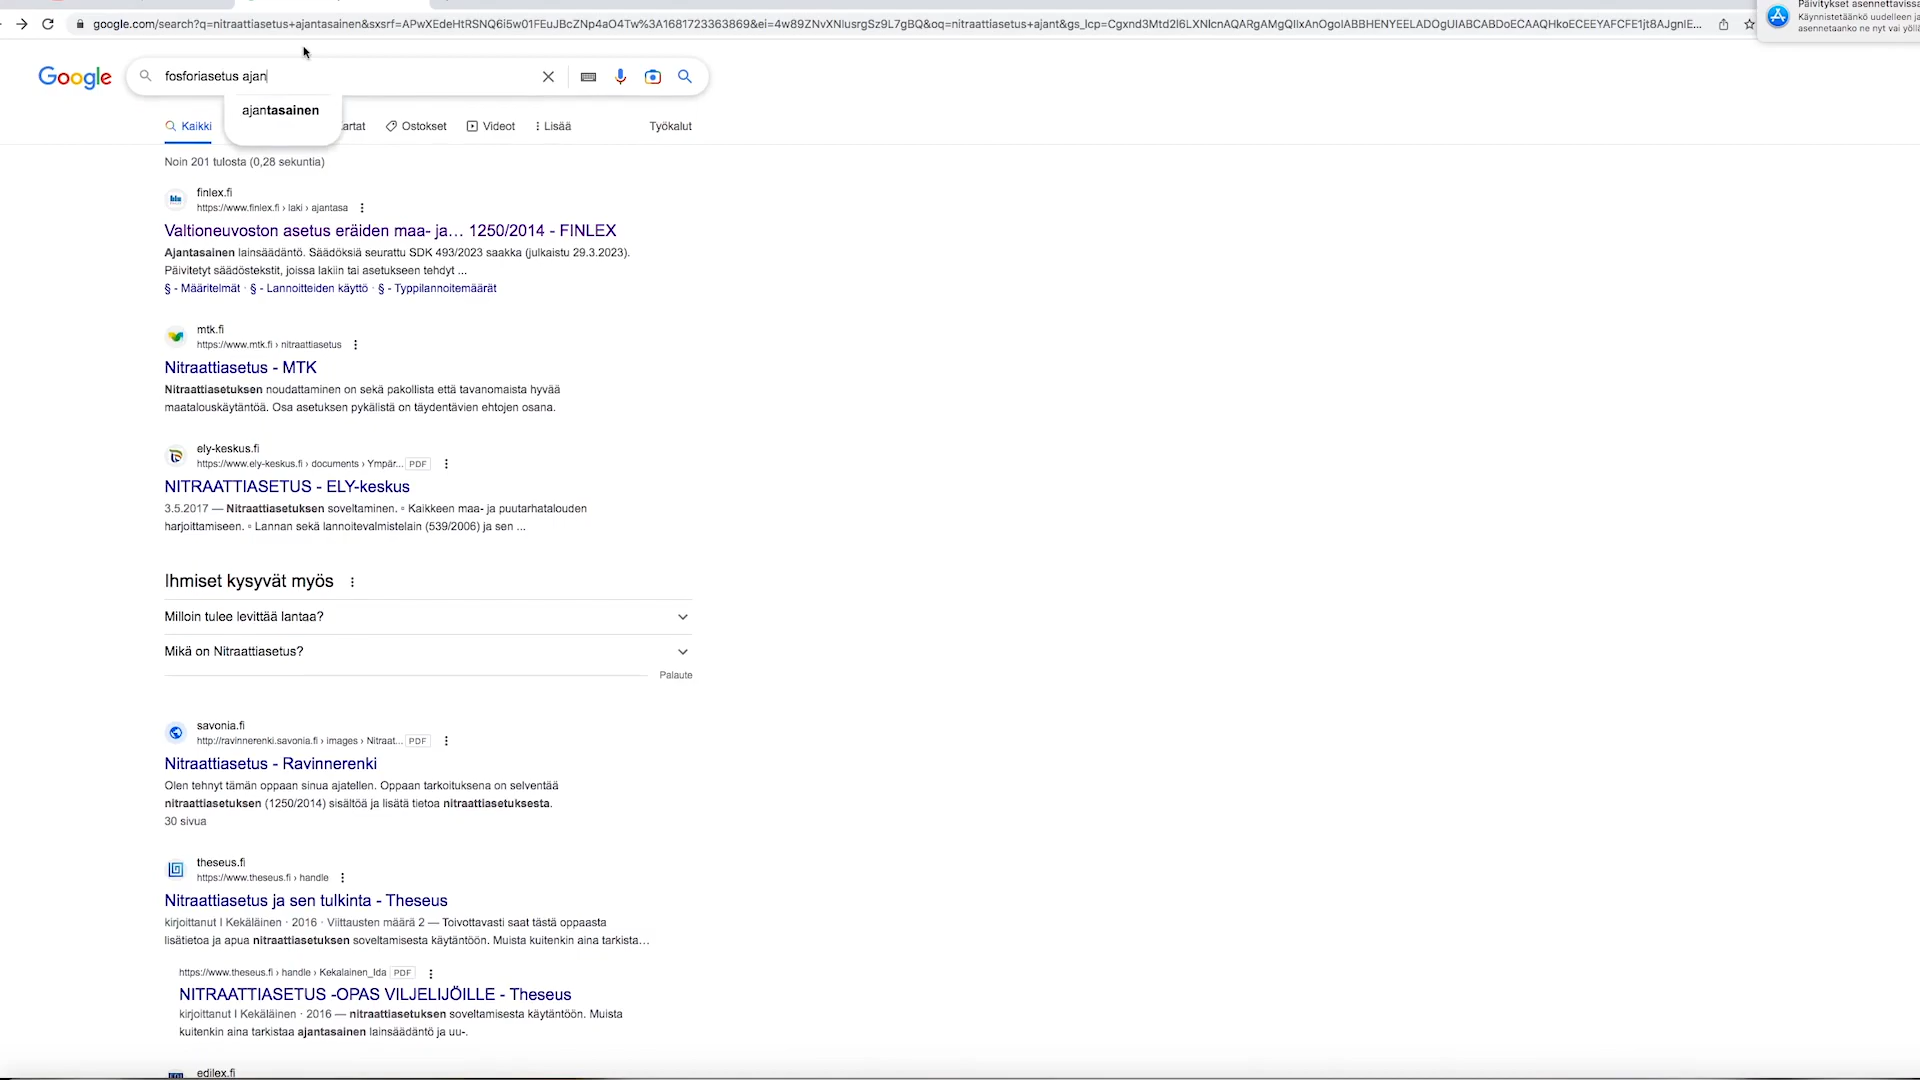 google.com/search?q=nitraattiasetus+ajantasainen&sxsrf=APwXEdeHtRSNQ6i5w01FEuJBcZNp4aO4Tw%3A1681723363869&ei=4w89ZNvXNIusrgSz9L7gBQ&oq=nitraattiasetus+ajant&gs_lcp=Cgxnd3Mtd2l6LXNlcnAQARgAMgQIIxAnOgoIABBHENYEELADOgUIABCABDoECAAQHkoECEEYAFCFE1jt8AJgnIE...
Päivitykset asennettavissa
Käynnistetäänkö uudelleen ja
asennetaanko ne nyt vai yöllä
Google
fosforiasetus ajan
ajantasainen
Kaikki
artat
Ostokset
Videot
Lisää
Työkalut
Noin 201 tulosta (0,28 sekuntia)
finlex.fi
https://www.finlex.fi › laki › ajantasa
Valtioneuvoston asetus eräiden maa- ja… 1250/2014 - FINLEX
Ajantasainen lainsäädäntö. Säädöksiä seurattu SDK 493/2023 saakka (julkaistu 29.3.2023).
Päivitetyt säädöstekstit, joissa lakiin tai asetukseen tehdyt ...
§ - Määritelmät · § - Lannoitteiden käyttö · § - Typpilannoitemäärät
mtk.fi
https://www.mtk.fi › nitraattiasetus
Nitraattiasetus - MTK
Nitraattiasetuksen noudattaminen on sekä pakollista että tavanomaista hyvää
maatalouskäytäntöä. Osa asetuksen pykälistä on täydentävien ehtojen osana.
ely-keskus.fi
https://www.ely-keskus.fi › documents › Ympär... PDF
NITRAATTIASETUS - ELY-keskus
3.5.2017 — Nitraattiasetuksen soveltaminen. ▫ Kaikkeen maa- ja puutarhatalouden
harjoittamiseen. ▫ Lannan sekä lannoitevalmistelain (539/2006) ja sen ...
Ihmiset kysyvät myös
Milloin tulee levittää lantaa?
Mikä on Nitraattiasetus?
Palaute
savonia.fi
http://ravinnerenki.savonia.fi › images › Nitraat... PDF
Nitraattiasetus - Ravinnerenki
Olen tehnyt tämän oppaan sinua ajatellen. Oppaan tarkoituksena on selventää
nitraattiasetuksen (1250/2014) sisältöä ja lisätä tietoa nitraattiasetuksesta.
30 sivua
theseus.fi
https://www.theseus.fi › handle
Nitraattiasetus ja sen tulkinta - Theseus
kirjoittanut I Kekäläinen · 2016 · Viittausten määrä 2 — Toivottavasti saat tästä oppaasta
lisätietoa ja apua nitraattiasetuksen soveltamisesta käytäntöön. Muista kuitenkin aina tarkista...
https://www.theseus.fi › handle › Kekalainen_Ida PDF
NITRAATTIASETUS -OPAS VILJELIJÖILLE - Theseus
kirjoittanut I Kekäläinen · 2016 — nitraattiasetuksen soveltamisesta käytäntöön. Muista
kuitenkin aina tarkistaa ajantasainen lainsäädäntö ja uu-.
edilex.fi